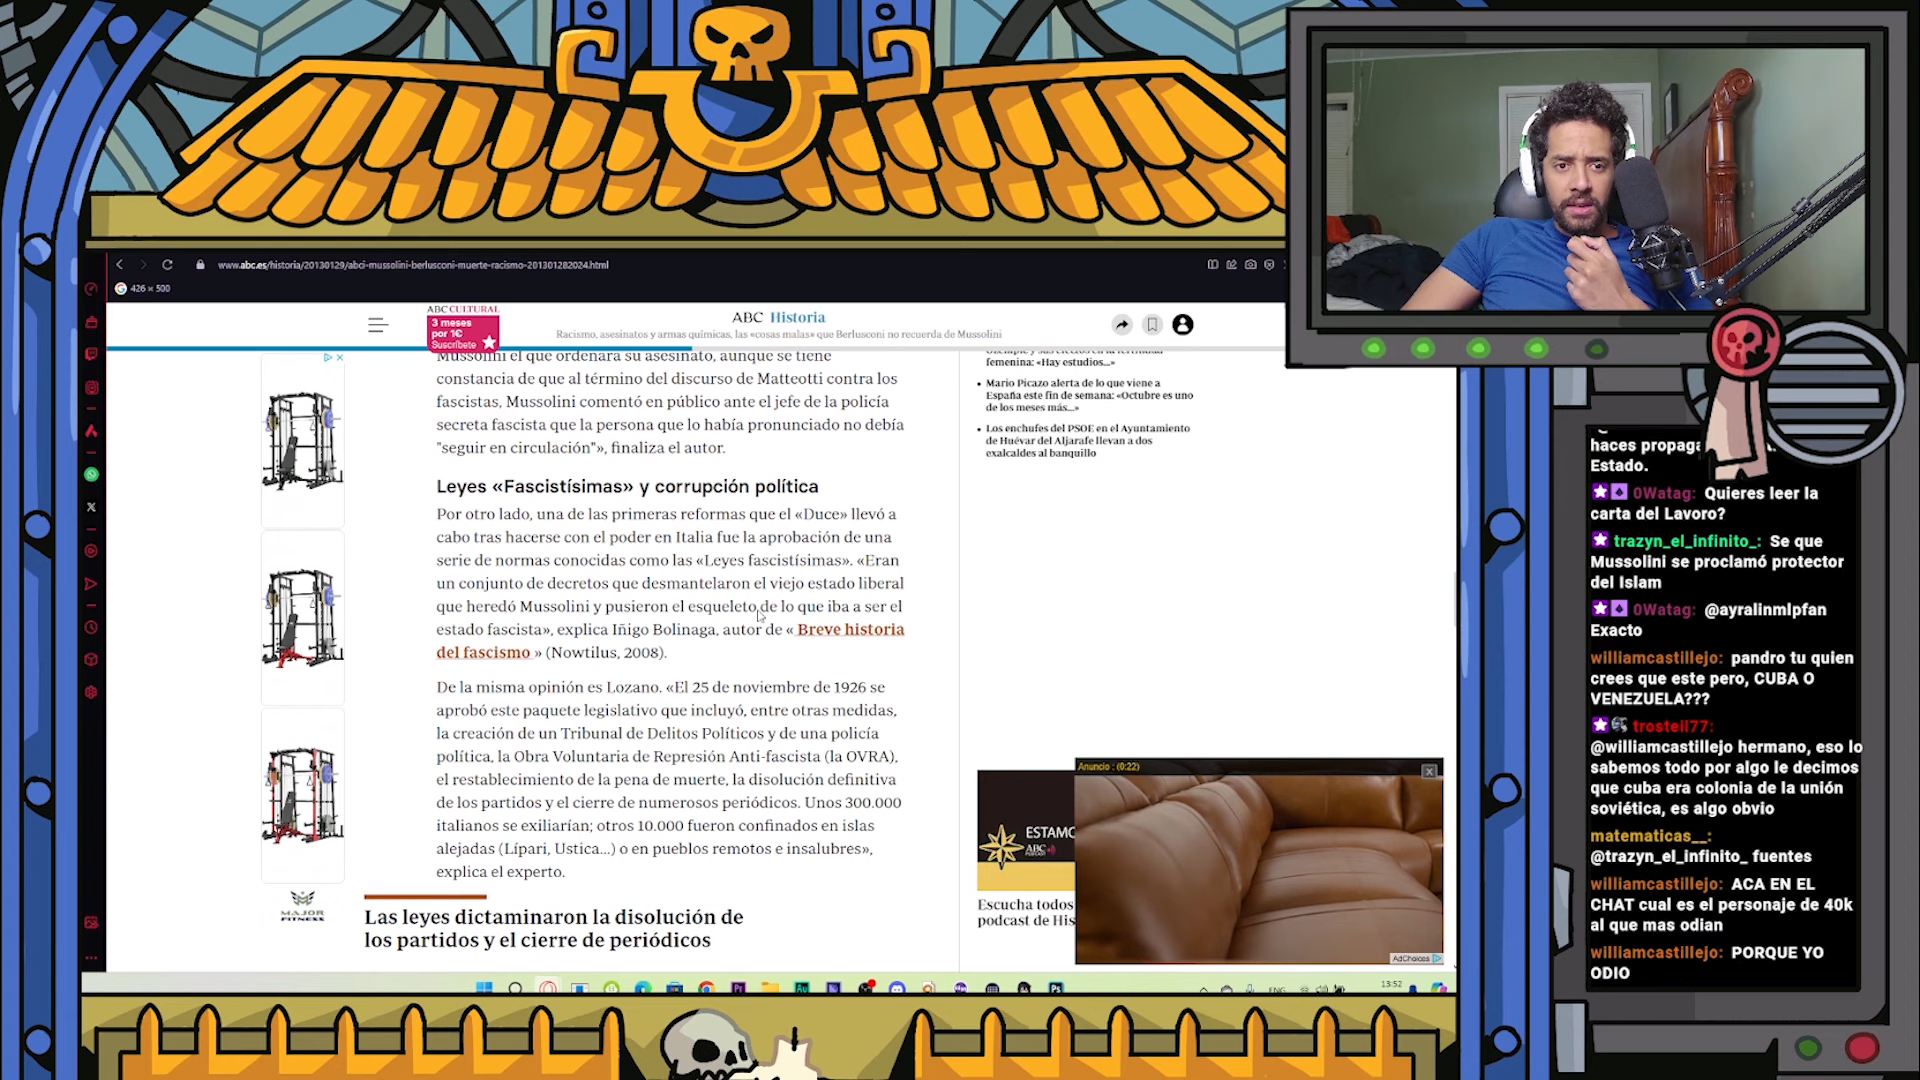 www.abc.es/historia/20130129/abci-mussolini-berlusconi-muerte-racismo-201301282024.html
426 × 500
ABC CULTURAL
3 meses
por 1€
Suscríbete
ABC Historia
Racismo, asesinatos y armas químicas, las «cosas malas» que Berlusconi no recuerda de Mussolini
Mussolini el que ordenara su asesinato, aunque se tiene
constancia de que al término del discurso de Matteotti contra los
fascistas, Mussolini comentó en público ante el jefe de la policía
secreta fascista que la persona que lo había pronunciado no debía
"seguir en circulación"», finaliza el autor.
Leyes «Fascistísimas» y corrupción política
Por otro lado, una de las primeras reformas que el «Duce» llevó a
cabo tras hacerse con el poder en Italia fue la aprobación de una
serie de normas conocidas como las «Leyes fascistísimas». «Eran
un conjunto de decretos que desmantelaron el viejo estado liberal
que heredó Mussolini y pusieron el esqueleto de lo que iba a ser el
estado fascista», explica Iñigo Bolinaga, autor de « Breve historia
del fascismo » (Nowtilus, 2008).
De la misma opinión es Lozano. «El 25 de noviembre de 1926 se
aprobó este paquete legislativo que incluyó, entre otras medidas,
la creación de un Tribunal de Delitos Políticos y de una policía
política, la Obra Voluntaria de Represión Anti-fascista (la OVRA),
el restablecimiento de la pena de muerte, la disolución definitiva
de los partidos y el cierre de numerosos periódicos. Unos 300.000
italianos se exiliarían; otros 10.000 fueron confinados en islas
alejadas (Lípari, Ustica...) o en pueblos remotos e insalubres»,
explica el experto.
Las leyes dictaminaron la disolución de
los partidos y el cierre de periódicos
MAJOR
FITNESS
femenina: «Hay estudios...»
• Mario Picazo alerta de lo que viene a
España este fin de semana: «Octubre es uno
de los meses más...»
• Los enchufes del PSOE en el Ayuntamiento
de Huévar del Aljarafe llevan a dos
exalcaldes al banquillo
ESTAMO
ABC
PODCAST
Escucha todos
podcast de His
Anuncio : (0:22)
AdChoices
ENG
13:52
haces propaga
Estado.
0Watag: Quieres leer la
carta del Lavoro?
trazyn_el_infinito_: Se que
Mussolini se proclamó protector
del Islam
0Watag: @ayralinmlpfan
Exacto
williamcastillejo: pandro tu quien
crees que este pero, CUBA O
VENEZUELA???
trosteil77:
@williamcastillejo hermano, eso lo
sabemos todo por algo le decimos
que cuba era colonia de la unión
soviética, es algo obvio
matematicas__:
@trazyn_el_infinito_ fuentes
williamcastillejo: ACA EN EL
CHAT cual es el personaje de 40k
al que mas odian
williamcastillejo: PORQUE YO
ODIO